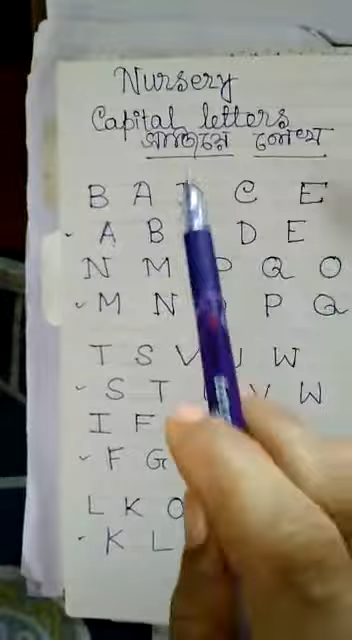 Nursery
Capital letters
সাজিয়ে লেখ
B A D C E
A B D E
N M P Q O
M N O P Q
T S V U W
S T U V W
I F
F G
L K O
K L